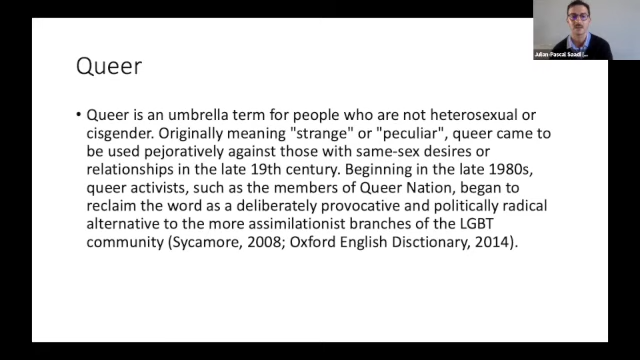 Queer
• Queer is an umbrella term for people who are not heterosexual or
cisgender. Originally meaning "strange" or "peculiar", queer came to
be used pejoratively against those with same-sex desires or
relationships in the late 19th century. Beginning in the late 1980s,
queer activists, such as the members of Queer Nation, began to
reclaim the word as a deliberately provocative and politically radical
alternative to the more assimilationist branches of the LGBT
community (Sycamore, 2008; Oxford English Disctionary, 2014).
Julian-Pascal Saadi